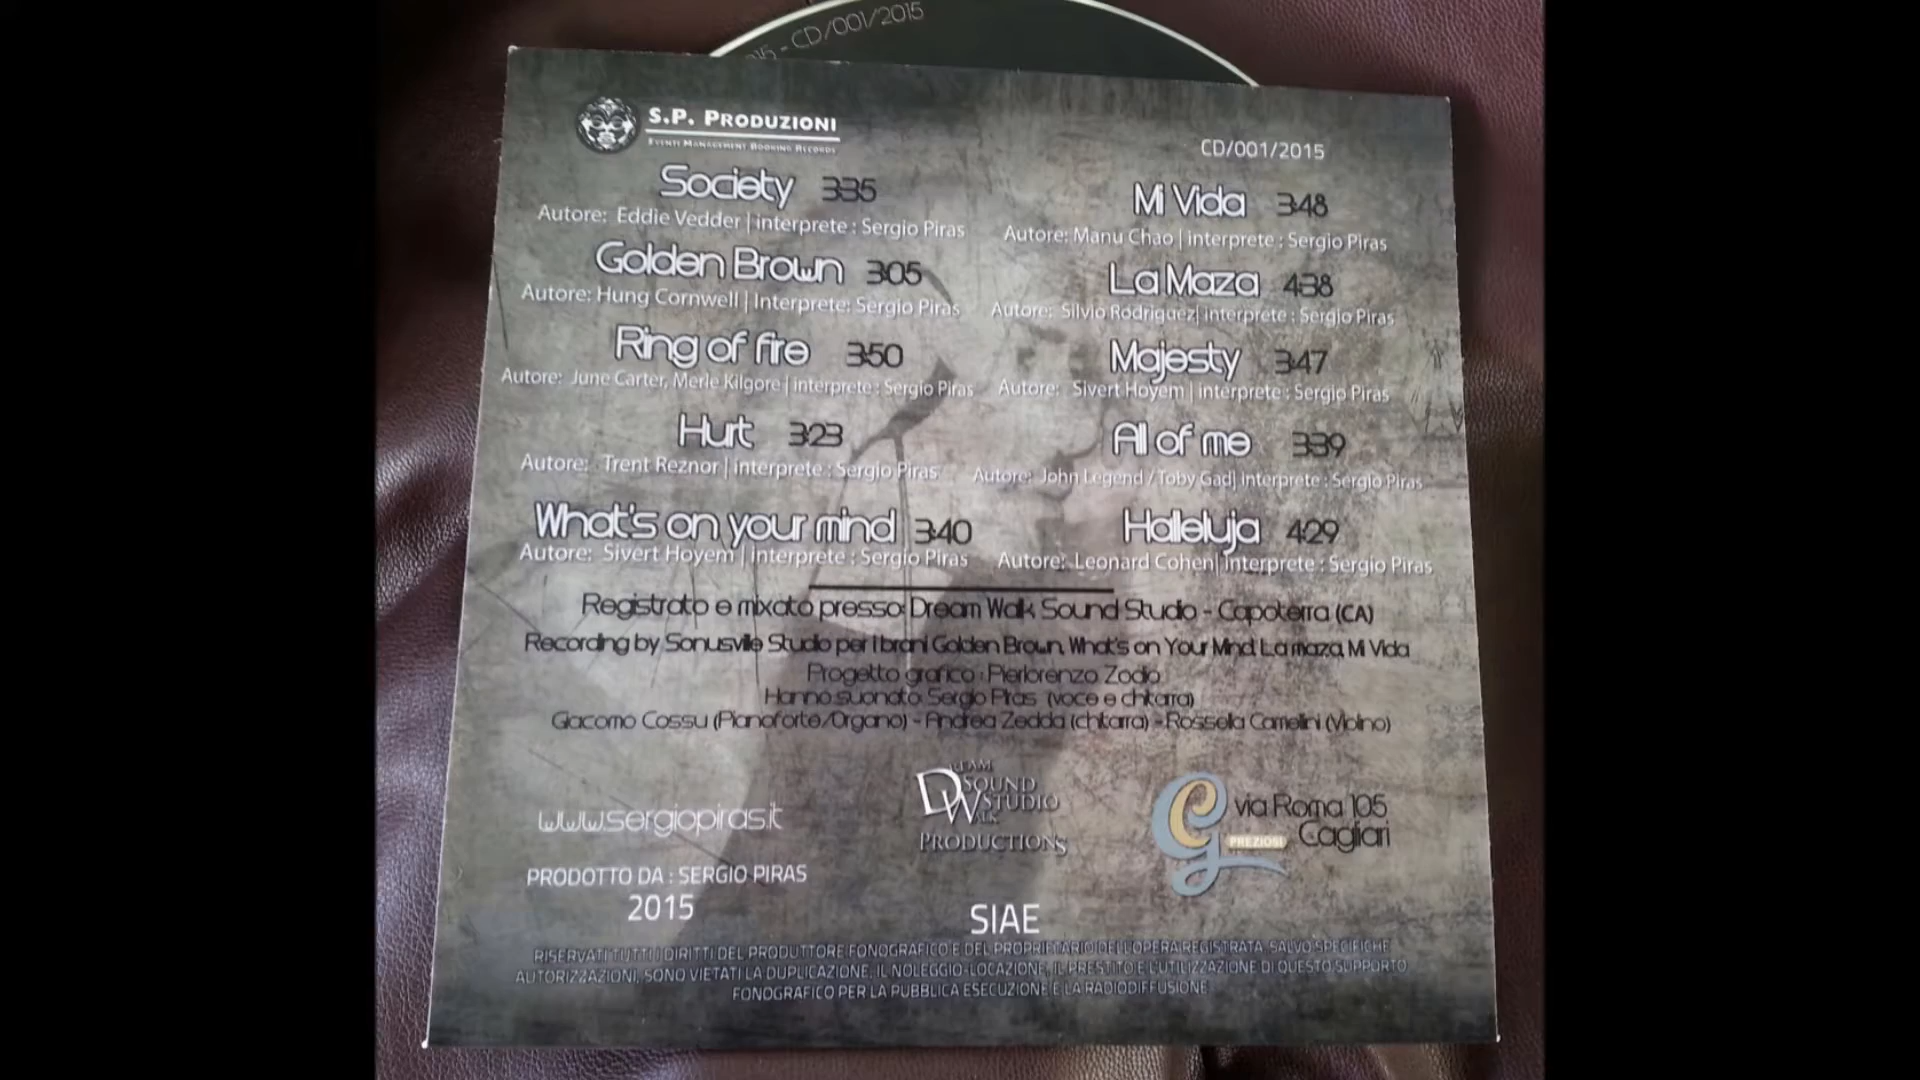 015 - CD/001/2015
S.P. PRODUZIONI
EVENTI MANAGEMENT BOOKING RECORDS
CD/001/2015
Society 3:35
Autore: Eddie Vedder | interprete : Sergio Piras
Golden Brown 3:05
Autore: Hung Cornwell | Interprete: Sergio Piras
Ring of fire 3:50
Autore: June Carter, Merle Kilgore | interprete : Sergio Piras
Hurt 3:23
Autore: Trent Reznor | interprete : Sergio Piras
What's on your mind 3:40
Autore: Sivert Hoyem | interprete : Sergio Piras
Mi Vida 3:48
Autore: Manu Chao | interprete : Sergio Piras
La Maza 4:38
Autore: Silvio Rodriguez| interprete : Sergio Piras
Majesty 3:47
Autore: Sivert Hoyem | interprete : Sergio Piras
All of me 3:39
Autore: John Legend / Toby Gad| interprete : Sergio Piras
Halleluja 4:29
Autore: Leonard Cohen| interprete : Sergio Piras
Registrato e mixato presso: Dream Walk Sound Studio - Capoterra (CA)
Recording by Sonusville Studio per I brani Golden Brown, What's on Your Mind, La maza, Mi Vida
Progetto grafico : Pierlorenzo Zodio
Hanno suonato: Sergio Piras (voce e chitarra)
Giacomo Cossu (Pianoforte/Organo) - Andrea Zedda (chitarra) - Rossella Camellini (Violino)
www.sergiopiras.it
PRODOTTO DA : SERGIO PIRAS
2015
DREAM
SOUND
STUDIO
WALK
PRODUCTIONS
SIAE
via Roma 105
PREZIOSI Cagliari
RISERVATI TUTTI I DIRITTI DEL PRODUTTORE FONOGRAFICO E DEL PROPRIETARIO DELL'OPERA REGISTRATA. SALVO SPECIFICHE
AUTORIZZAZIONI, SONO VIETATI LA DUPLICAZIONE, IL NOLEGGIO-LOCAZIONE, IL PRESTITO E L'UTILIZZAZIONE DI QUESTO SUPPORTO
FONOGRAFICO PER LA PUBBLICA ESECUZIONE E LA RADIODIFFUSIONE